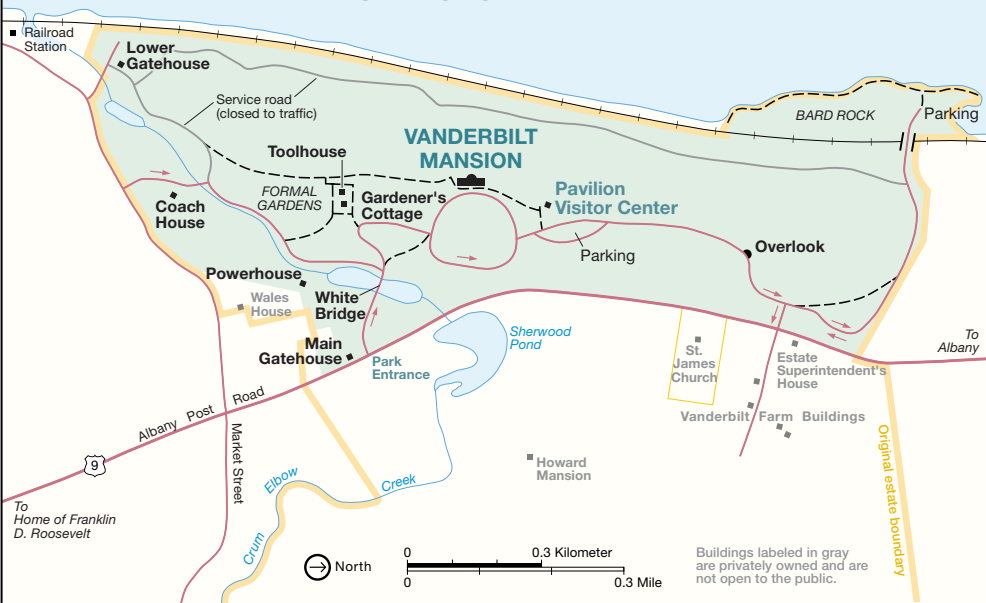 Railroad
Station
Lower
Gatehouse
Service road
(closed to traffic)
BARD ROCK
Parking
VANDERBILT
MANSION
Toolhouse
FORMAL
GARDENS
Gardener's
Cottage
Pavilion
Visitor Center
Coach
House
Parking
Overlook
Powerhouse
Wales
House
White
Bridge
Main
Gatehouse
Park
Entrance
Sherwood
Pond
St.
James
Church
Estate
Superintendent's
House
To
Albany
Vanderbilt Farm Buildings
Albany Post Road
9
Market Street
To
Home of Franklin
D. Roosevelt
Crum Elbow Creek
Howard
Mansion
Original estate boundary
North
0 0.3 Kilometer
0 0.3 Mile
Buildings labeled in gray
are privately owned and are
not open to the public.